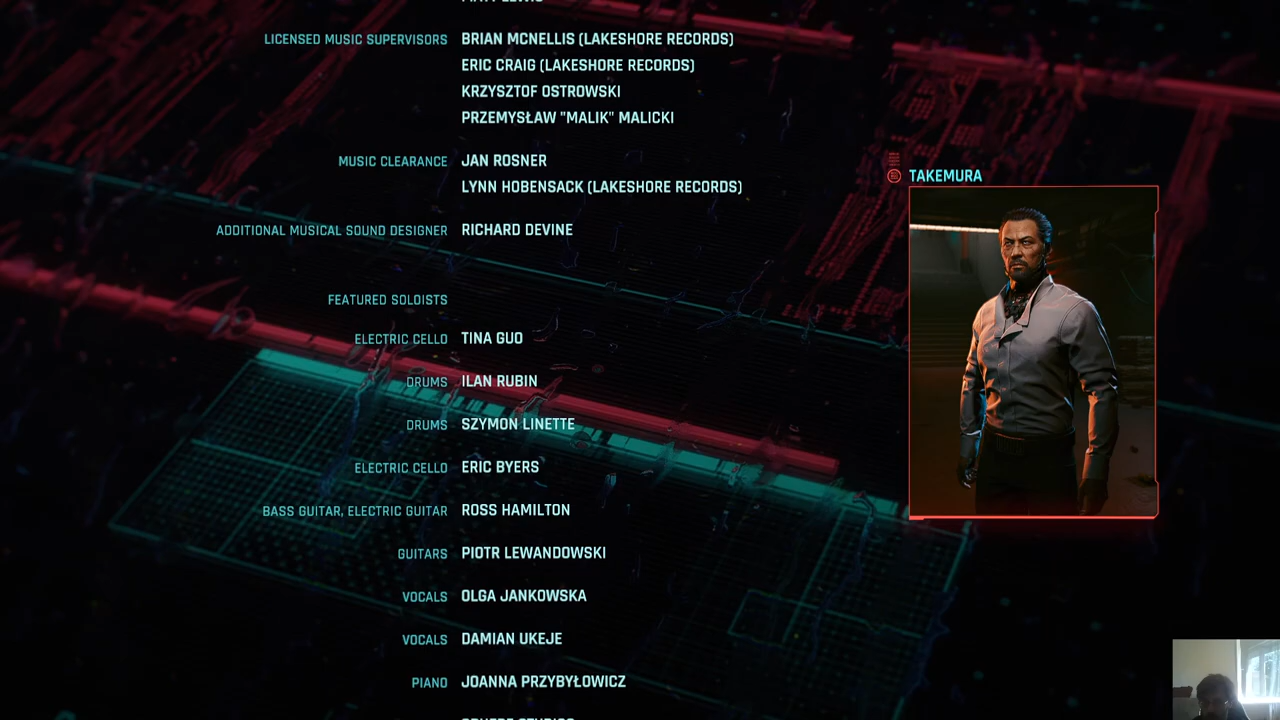 LICENSED MUSIC SUPERVISORS BRIAN MCNELLIS (LAKESHORE RECORDS)
ERIC CRAIG (LAKESHORE RECORDS)
KRZYSZTOF OSTROWSKI
PRZEMYSŁAW "MALIK" MALICKI
MUSIC CLEARANCE JAN ROSNER
LYNN HOBENSACK (LAKESHORE RECORDS)
TAKEMURA
ADDITIONAL MUSICAL SOUND DESIGNER RICHARD DEVINE
FEATURED SOLOISTS
ELECTRIC CELLO TINA GUO
DRUMS ILAN RUBIN
DRUMS SZYMON LINETTE
ELECTRIC CELLO ERIC BYERS
BASS GUITAR, ELECTRIC GUITAR ROSS HAMILTON
GUITARS PIOTR LEWANDOWSKI
VOCALS OLGA JANKOWSKA
VOCALS DAMIAN UKEJE
PIANO JOANNA PRZYBYŁOWICZ